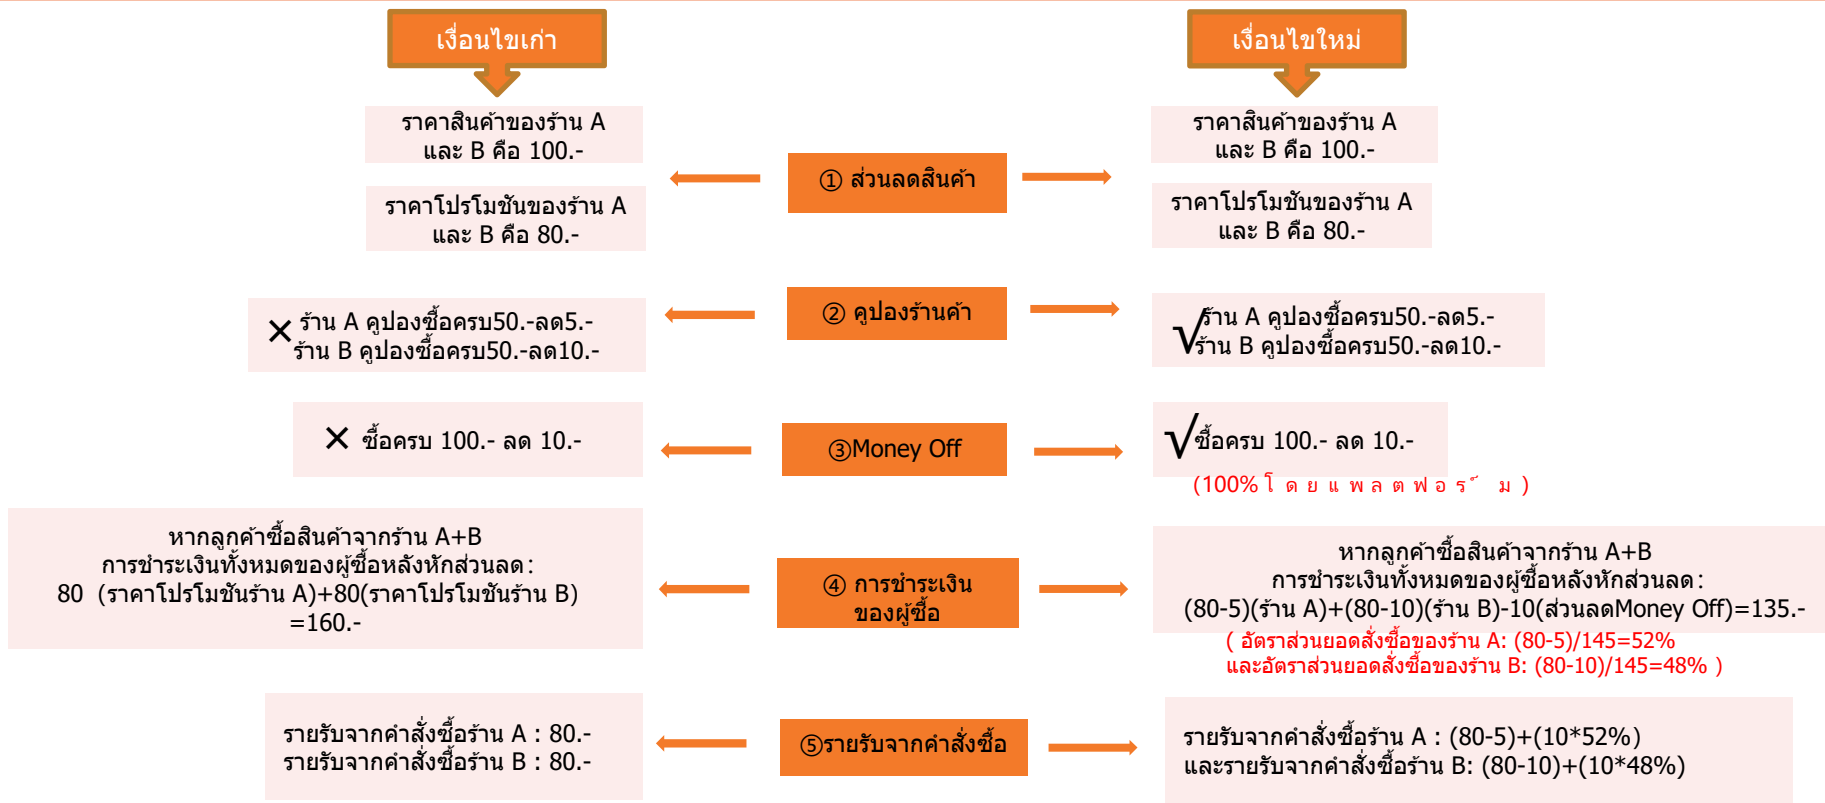 เงื่อนไขเก่า
เงื่อนไขใหม่
ราคาสินค้าของร้าน A
และ B คือ 100.-
① ส่วนลดสินค้า
ราคาสินค้าของร้าน A
และ B คือ 100.-
ราคาโปรโมชันของร้าน A
และ B คือ 80.-
ราคาโปรโมชันของร้าน A
และ B คือ 80.-
× ร้าน A คูปองซื้อครบ50.-ลด5.-
ร้าน B คูปองซื้อครบ50.-ลด10.-
② คูปองร้านค้า
√ ร้าน A คูปองซื้อครบ50.-ลด5.-
ร้าน B คูปองซื้อครบ50.-ลด10.-
× ซื้อครบ 100.- ลด 10.-
③Money Off
√ ซื้อครบ 100.- ลด 10.-
(100% โดยแพลตฟอร์ม)
หากลูกค้าซื้อสินค้าจากร้าน A+B
การชำระเงินทั้งหมดของผู้ซื้อหลังหักส่วนลด:
80 (ราคาโปรโมชันร้าน A)+80(ราคาโปรโมชันร้าน B)
=160.-
④ การชำระเงิน
ของผู้ซื้อ
หากลูกค้าซื้อสินค้าจากร้าน A+B
การชำระเงินทั้งหมดของผู้ซื้อหลังหักส่วนลด:
(80-5)(ร้าน A)+(80-10)(ร้าน B)-10(ส่วนลดMoney Off)=135.-
( อัตราส่วนยอดสั่งซื้อของร้าน A: (80-5)/145=52%
และอัตราส่วนยอดสั่งซื้อของร้าน B: (80-10)/145=48% )
รายรับจากคำสั่งซื้อร้าน A : 80.-
รายรับจากคำสั่งซื้อร้าน B : 80.-
⑤รายรับจากคำสั่งซื้อ
รายรับจากคำสั่งซื้อร้าน A : (80-5)+(10*52%)
และรายรับจากคำสั่งซื้อร้าน B: (80-10)+(10*48%)